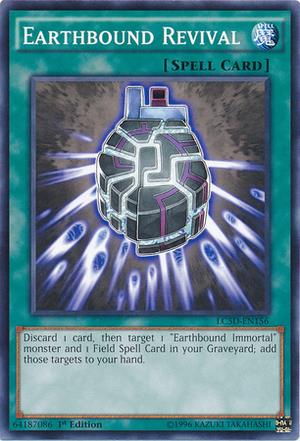 EARTHBOUND REVIVAL
SPELL
[SPELL CARD]
LC5D-EN156
Discard 1 card, then target 1 "Earthbound Immortal"
monster and 1 Field Spell Card in your Graveyard; add
those targets to your hand.
64187086 1st Edition
©1996 KAZUKI TAKAHASHI